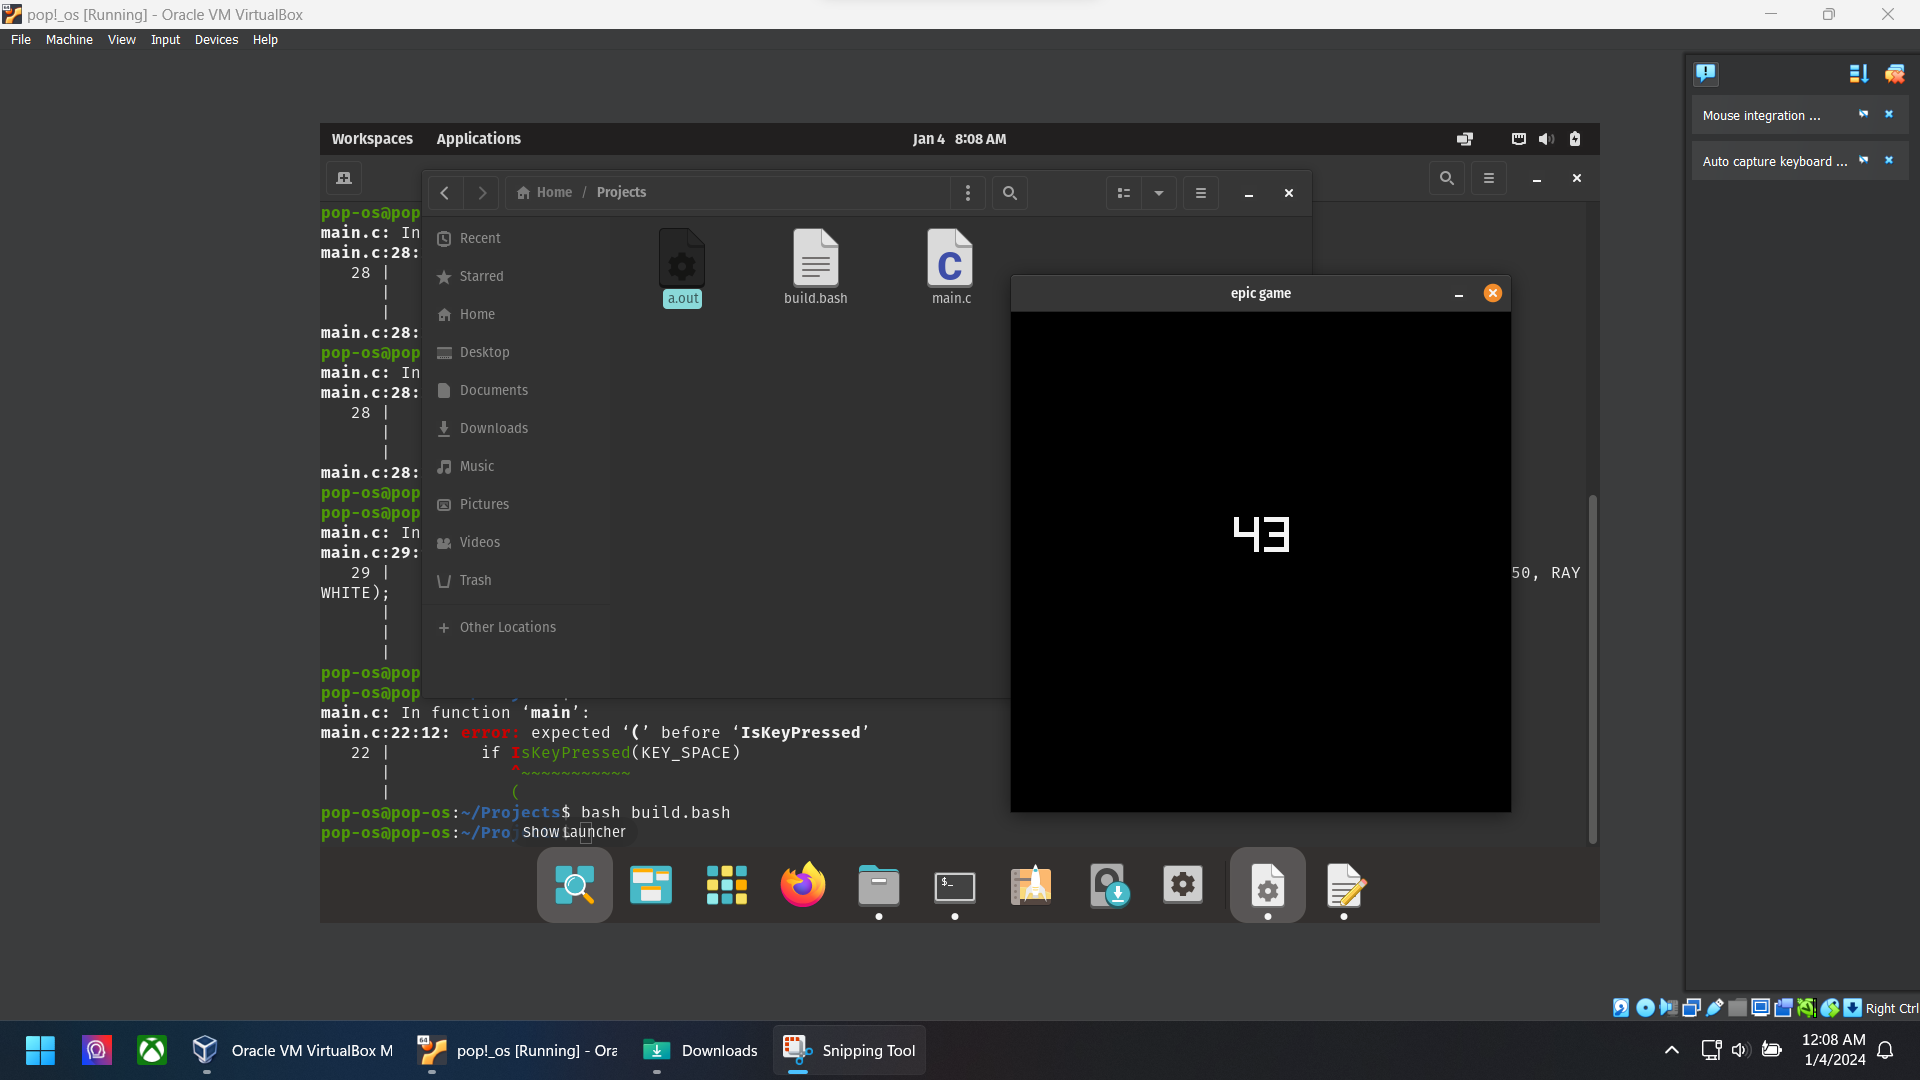 pop!_os [Running] - Oracle VM VirtualBox
File Machine View Input Devices Help
Mouse integration ...
Auto capture keyboard ...
Workspaces Applications Jan 4 8:08 AM
Home / Projects
Recent
Starred
Home
Desktop
Documents
Downloads
Music
Pictures
Videos
Trash
+ Other Locations
a.out
build.bash
main.c
C
epic game
43
pop-os@pop
main.c: In
main.c:28:
28 |
|
|
main.c:28:
pop-os@pop
main.c: In
main.c:28:
28 |
|
|
main.c:28:
pop-os@pop
pop-os@pop
main.c: In
main.c:29:
29 | 50, RAY
WHITE);
|
|
|
pop-os@pop
pop-os@pop
main.c: In function ‘main’:
main.c:22:12: error: expected ‘(’ before ‘IsKeyPressed’
22 | if IsKeyPressed(KEY_SPACE)
| ^~~~~~~~~~~~
| (
pop-os@pop-os:~/Projects$ bash build.bash
pop-os@pop-os:~/Proj
Show Launcher
$_
Right Ctrl
64
Oracle VM VirtualBox M
pop!_os [Running] - Ora
Downloads
Snipping Tool
12:08 AM
1/4/2024